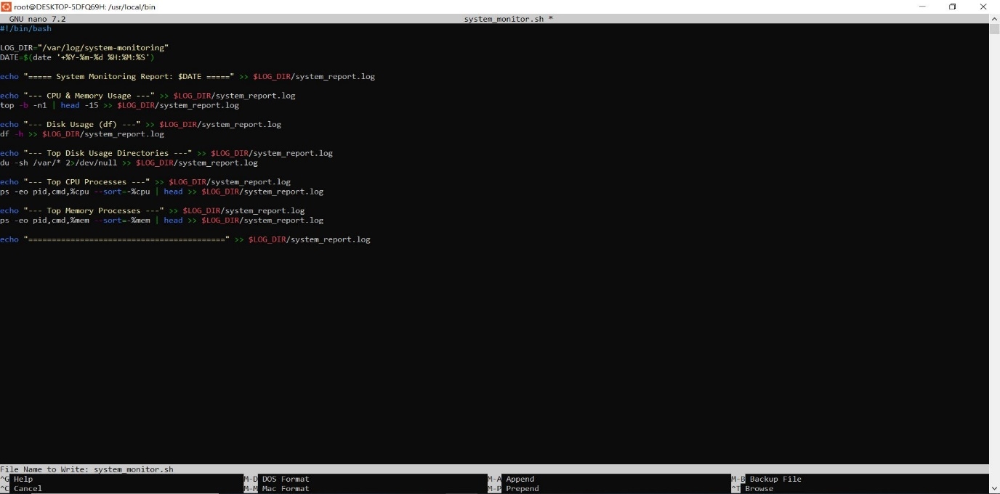 root@DESKTOP-5DFQ69H: /usr/local/bin
GNU nano 7.2 system_monitor.sh *
#!/bin/bash
LOG_DIR="/var/log/system-monitoring"
DATE=$(date '+%Y-%m-%d %H:%M:%S')
echo "===== System Monitoring Report: $DATE =====" >> $LOG_DIR/system_report.log
echo "--- CPU & Memory Usage ---" >> $LOG_DIR/system_report.log
top -b -n1 | head -15 >> $LOG_DIR/system_report.log
echo "--- Disk Usage (df) ---" >> $LOG_DIR/system_report.log
df -h >> $LOG_DIR/system_report.log
echo "--- Top Disk Usage Directories ---" >> $LOG_DIR/system_report.log
du -sh /var/* 2>/dev/null >> $LOG_DIR/system_report.log
echo "--- Top CPU Processes ---" >> $LOG_DIR/system_report.log
ps -eo pid,cmd,%cpu --sort=-%cpu | head >> $LOG_DIR/system_report.log
echo "--- Top Memory Processes ---" >> $LOG_DIR/system_report.log
ps -eo pid,cmd,%mem --sort=-%mem | head >> $LOG_DIR/system_report.log
echo "==========================================" >> $LOG_DIR/system_report.log
File Name to Write: system_monitor.sh
^G Help M-D DOS Format M-A Append M-B Backup File
^C Cancel M-M Mac Format M-P Prepend ^T Browse